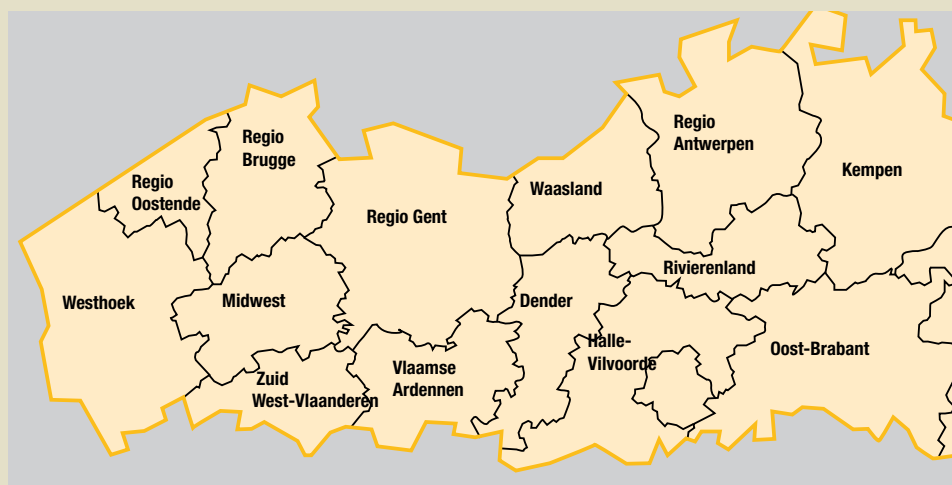 Regio
Brugge
Regio
Antwerpen
Kempen
Regio
Oostende
Waasland
Regio Gent
Rivierenland
Westhoek
Midwest
Dender
Halle-
Vilvoorde
Oost-Brabant
Vlaamse
Ardennen
Zuid
West-Vlaanderen